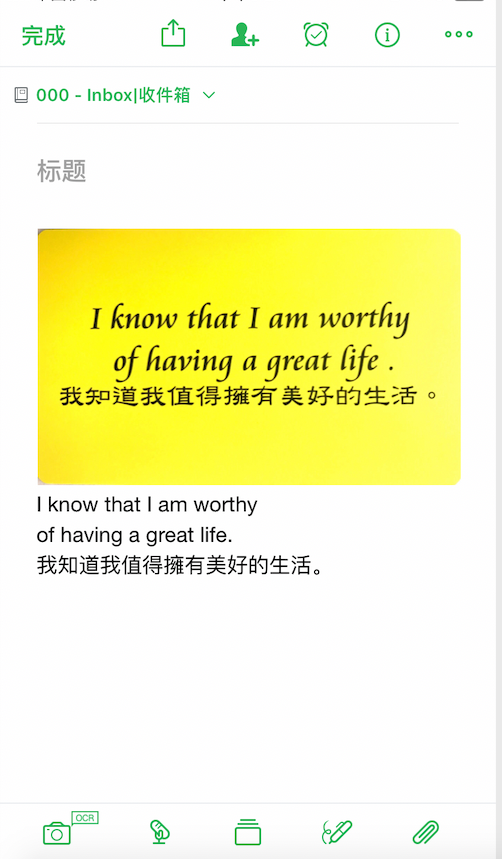 完成
000 - Inbox|收件箱
标题
I know that I am worthy
of having a great life .
我知道我值得擁有美好的生活。
I know that I am worthy
of having a great life.
我知道我值得擁有美好的生活。
OCR